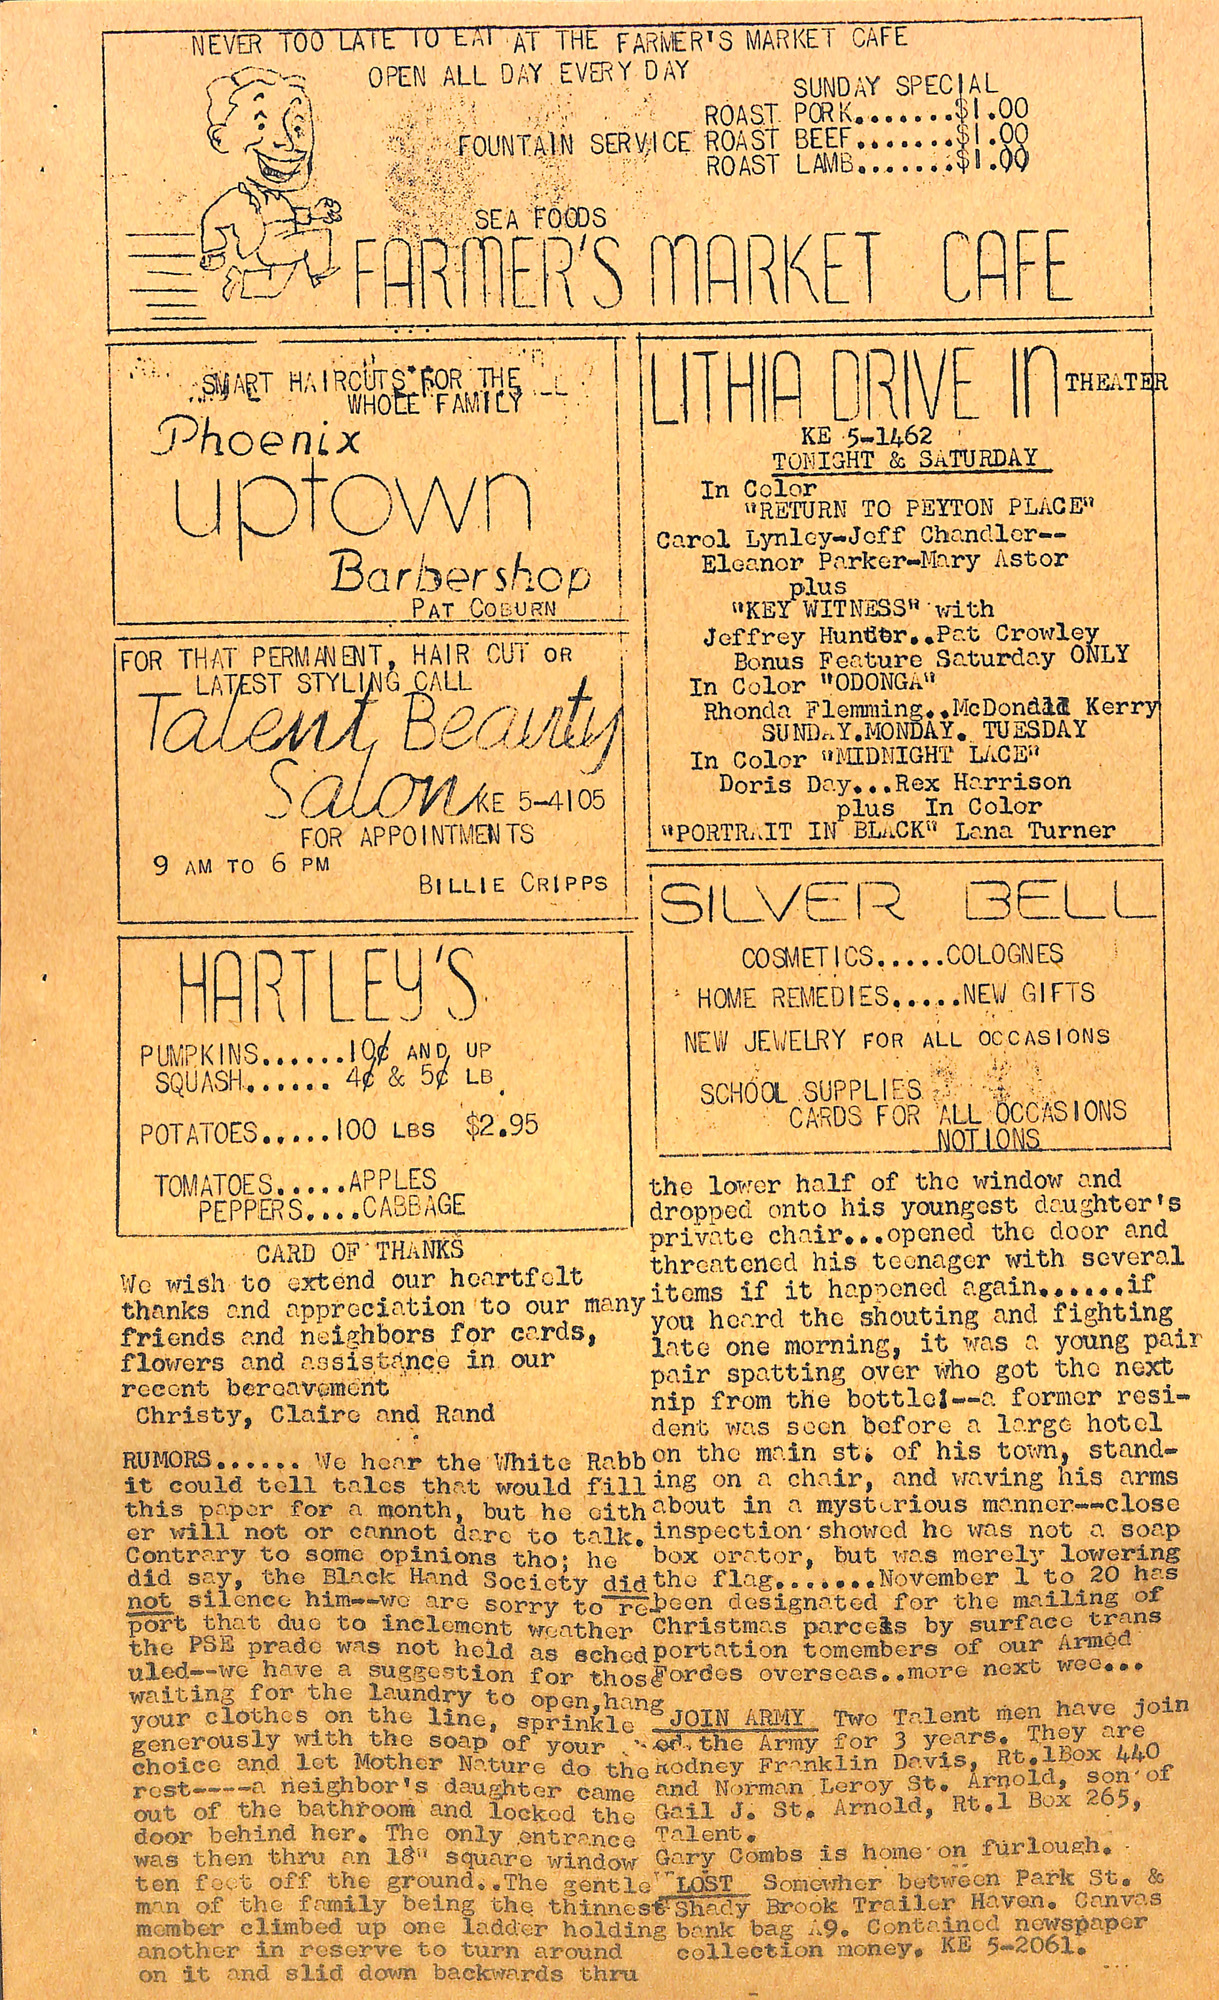 NEVER TOO LATE TO EAT AT THE FARMER'S MARKET CAFE
OPEN ALL DAY EVERY DAY
SUNDAY SPECIAL
ROAST PORK.......$1.00
FOUNTAIN SERVICE ROAST BEEF.......$1.00
ROAST LAMB.......$1.00
SEA FOODS
FARMER'S MARKET CAFE
SMART HAIRCUTS FOR THE
WHOLE FAMILY
Phoenix
uptown
Barbershop
PAT COBURN
FOR THAT PERMANENT, HAIR CUT OR
LATEST STYLING CALL
Talent Beauty
Salon KE 5-4105
FOR APPOINTMENTS
9 AM TO 6 PM
BILLIE CRIPPS
HARTLEY'S
PUMPKINS......10¢ AND UP
SQUASH...... 4¢ & 5¢ LB
POTATOES......100 LBS $2.95
TOMATOES.....APPLES
PEPPERS....CABBAGE
CARD OF THANKS
We wish to extend our heartfelt
thanks and appreciation to our many
friends and neighbors for cards,
flowers and assistance in our
recent bereavement
Christy, Claire and Rand
RUMORS...... We hear the White Rabb
it could tell tales that would fill
this paper for a month, but he eith
er will not or cannot dare to talk.
Contrary to some opinions tho; he
did say, the Black Hand Society did
not silence him--we are sorry to re
port that due to inclement weather
the PSE prade was not held as sched
uled--we have a suggestion for those
waiting for the laundry to open,hang
your clothes on the line, sprinkle
generously with the soap of your
choice and let Mother Nature do the
rest----a neighbor's daughter came
out of the bathroom and locked the
door behind her. The only entrance
was then thru an 18" square window
ten feet off the ground..The gentle
man of the family being the thinnest
member climbed up one ladder holding
another in reserve to turn around
on it and slid down backwards thru
LITHIA DRIVE IN THEATER
KE 5-1462
TONIGHT & SATURDAY
In Color
"RETURN TO PEYTON PLACE"
Carol Lynley-Jeff Chandler--
Eleanor Parker-Mary Astor
plus
"KEY WITNESS" with
Jeffrey Hunter..Pat Crowley
Bonus Feature Saturday ONLY
In Color "ODONGA"
Rhonda Flemming..McDonald Kerry
SUNDAY.MONDAY. TUESDAY
In Color "MIDNIGHT LACE"
Doris Day...Rex Harrison
plus In Color
"PORTRAIT IN BLACK" Lana Turner
SILVER BELL
COSMETICS.....COLOGNES
HOME REMEDIES.....NEW GIFTS
NEW JEWELRY FOR ALL OCCASIONS
SCHOOL SUPPLIES
CARDS FOR ALL OCCASIONS
NOTIONS
the lower half of the window and
dropped onto his youngest daughter's
private chair...opened the door and
threatened his teenager with several
items if it happened again......if
you heard the shouting and fighting
late one morning, it was a young pair
pair spatting over who got the next
nip from the bottle!--a former resi-
dent was seen before a large hotel
on the main st. of his town, stand-
ing on a chair, and waving his arms
about in a mysterious manner--close
inspection showed he was not a soap
box orator, but was merely lowering
the flag.......November 1 to 20 has
been designated for the mailing of
Christmas parcels by surface trans
portation tomembers of our Armed
Fordes overseas..more next wee...
JOIN ARMY Two Talent men have join
ed the Army for 3 years. They are
Rodney Franklin Davis, Rt.1Box 440
and Norman Leroy St. Arnold, son of
Gail J. St. Arnold, Rt.1 Box 265,
Talent.
Gary Combs is home on furlough.
LOST Somewher between Park St. &
Shady Brook Trailer Haven. Canvas
bank bag A9. Contained newspaper
collection money. KE 5-2061.